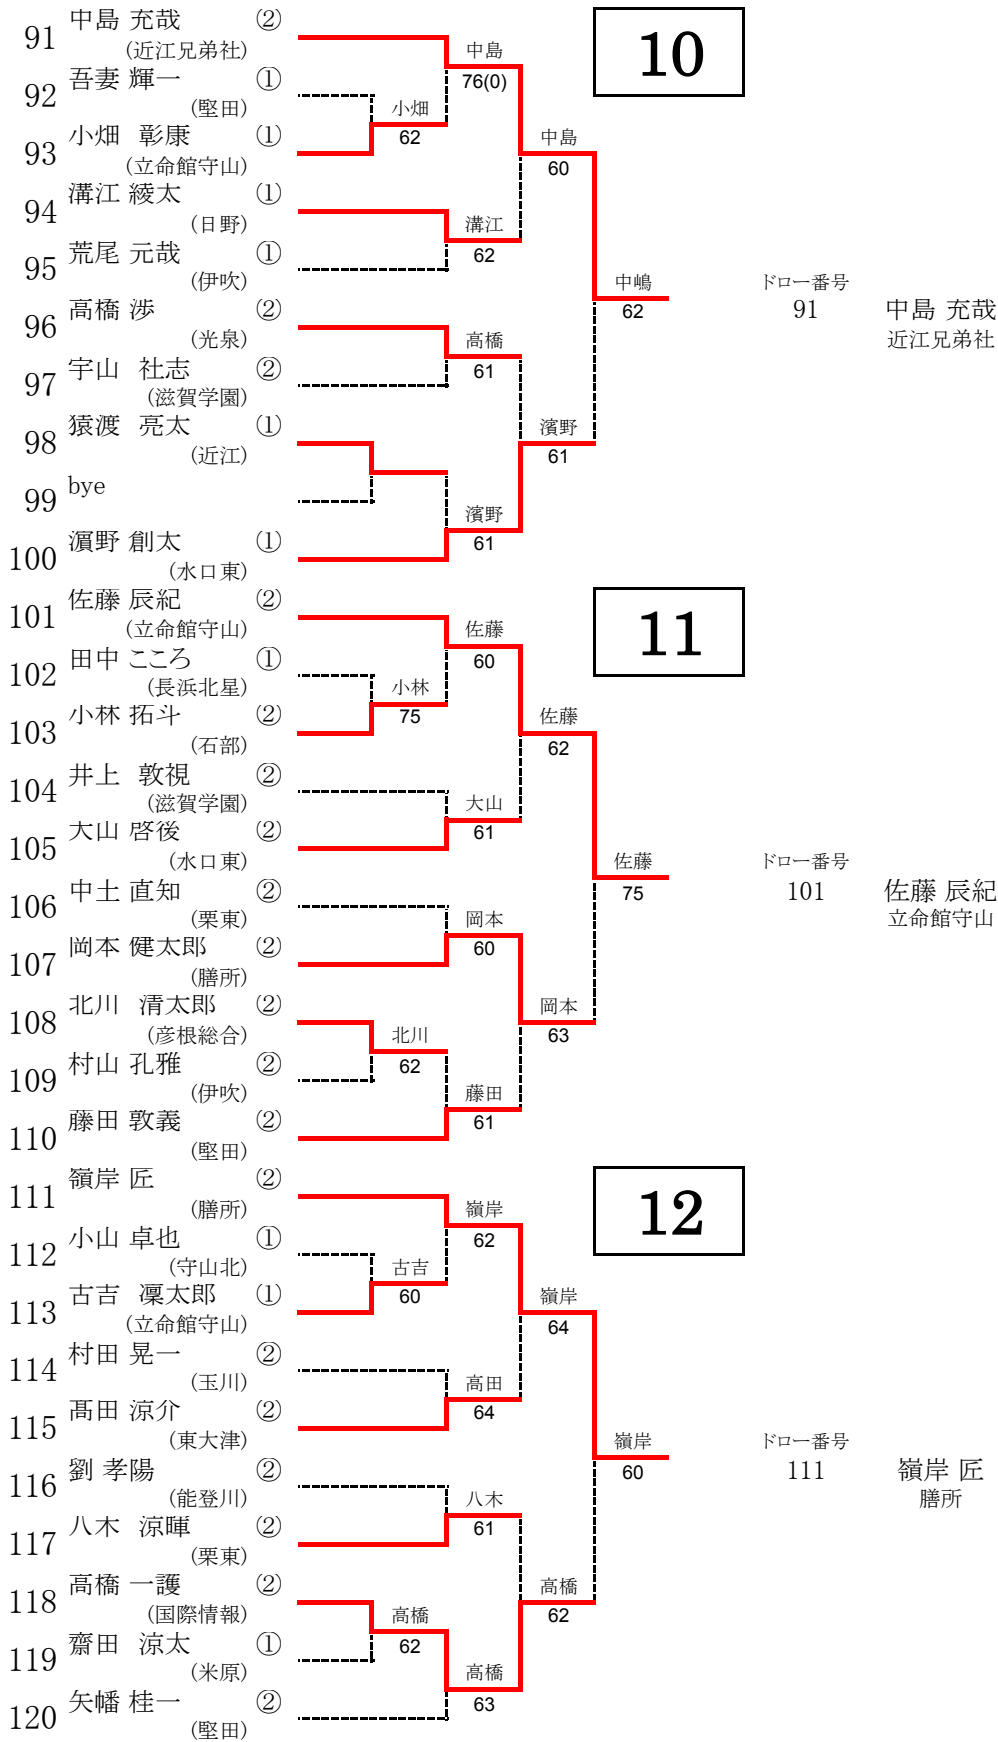 10
91 中島 充哉 ②
(近江兄弟社)
中島
76(0)
92 吾妻 輝一 ①
(堅田)
小畑
62
93 小畑 彰康 ①
(立命館守山)
中島
60
94 溝江 綾太 ①
(日野)
溝江
62
95 荒尾 元哉 ①
(伊吹)
中嶋
62
ドロー番号
91 中島 充哉
近江兄弟社
96 高橋 渉 ②
(光泉)
高橋
61
97 宇山 社志 ②
(滋賀学園)
98 猿渡 亮太 ①
(近江)
濱野
61
99 bye
濱野
61
100 濵野 創太 ①
(水口東)
11
101 佐藤 辰紀 ②
(立命館守山)
佐藤
60
102 田中 こころ ①
(長浜北星)
小林
75
103 小林 拓斗 ②
(石部)
佐藤
62
104 井上 敦視 ②
(滋賀学園)
大山
61
105 大山 啓後 ②
(水口東)
佐藤
75
ドロー番号
101 佐藤 辰紀
立命館守山
106 中土 直知 ②
(栗東)
岡本
60
107 岡本 健太郎 ②
(膳所)
108 北川 清太郎 ②
(彦根総合)
岡本
63
北川
62
109 村山 孔雅 ②
(伊吹)
藤田
61
110 藤田 敦義 ②
(堅田)
12
111 嶺岸 匠 ②
(膳所)
嶺岸
62
112 小山 卓也 ①
(守山北)
古吉
60
113 古吉 凜太郎 ①
(立命館守山)
嶺岸
64
114 村田 晃一 ②
(玉川)
高田
64
115 髙田 涼介 ②
(東大津)
嶺岸
60
ドロー番号
111 嶺岸 匠
膳所
116 劉 孝陽 ②
(能登川)
八木
61
117 八木 涼暉 ②
(栗東)
118 高橋 一護 ②
(国際情報)
高橋
62
高橋
62
119 齋田 涼太 ①
(米原)
高橋
63
120 矢幡 桂一 ②
(堅田)